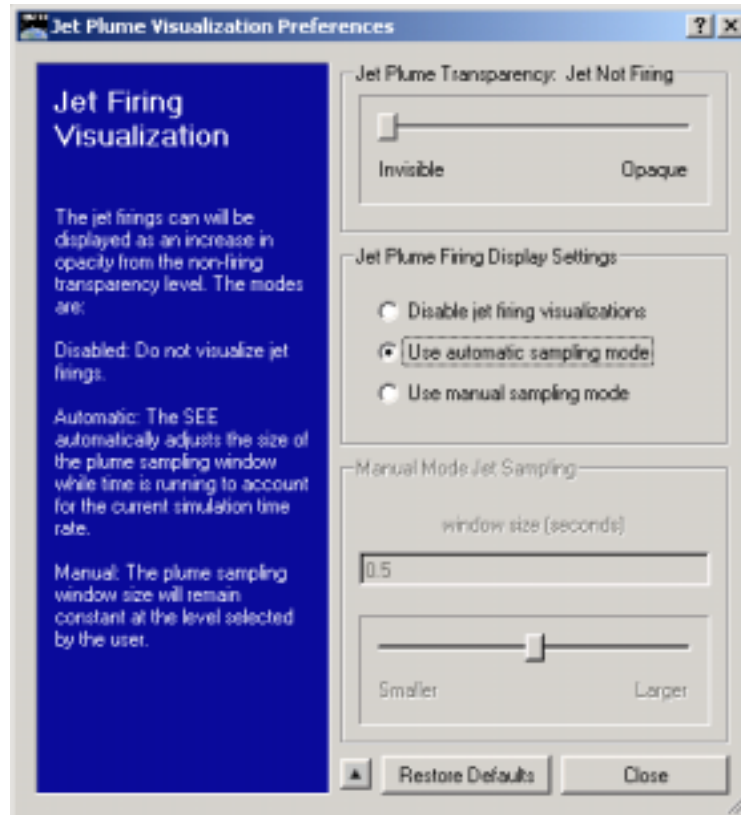 Jet Plume Visualization Preferences
Jet Firing
Visualization
The jet firings can will be
displayed as an increase in
opacity from the non-firing
transparency level. The modes
are:
Disabled: Do not visualize jet
firings.
Automatic: The SEE
automatically adjusts the size of
the plume sampling window
while time is running to account
for the current simulation time
rate.
Manual: The plume sampling
window size will remain
constant at the level selected
by the user.
Jet Plume Transparency: Jet Not Firing
Invisible Opaque
Jet Plume Firing Display Settings
Disable jet firing visualizations
Use automatic sampling mode
Use manual sampling mode
Manual Mode Jet Sampling
window size (seconds)
0.5
Smaller Larger
Restore Defaults Close